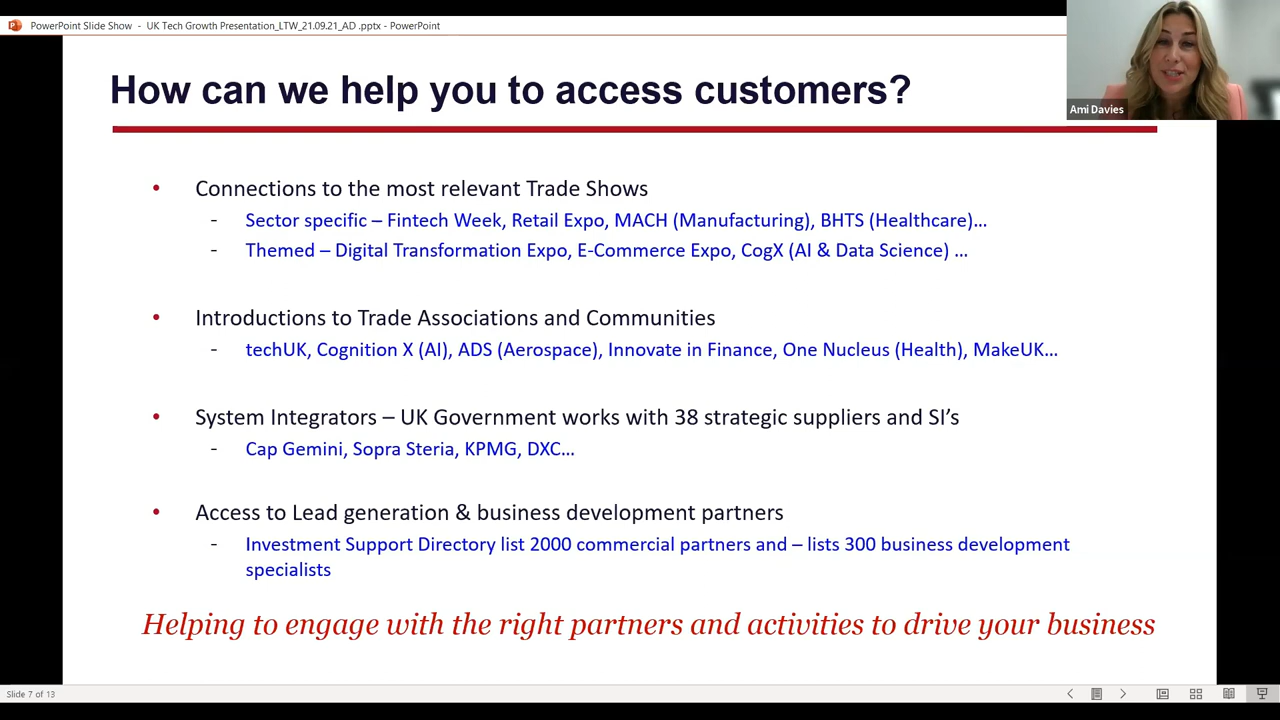 PowerPoint Slide Show - UK Tech Growth Presentation_LTW_21.09.21_AD .pptx - PowerPoint
How can we help you to access customers?
Ami Davies
• Connections to the most relevant Trade Shows
- Sector specific – Fintech Week, Retail Expo, MACH (Manufacturing), BHTS (Healthcare)…
- Themed – Digital Transformation Expo, E-Commerce Expo, CogX (AI & Data Science) …
• Introductions to Trade Associations and Communities
- techUK, Cognition X (AI), ADS (Aerospace), Innovate in Finance, One Nucleus (Health), MakeUK…
• System Integrators – UK Government works with 38 strategic suppliers and SI’s
- Cap Gemini, Sopra Steria, KPMG, DXC…
• Access to Lead generation & business development partners
- Investment Support Directory list 2000 commercial partners and – lists 300 business development
specialists
Helping to engage with the right partners and activities to drive your business
Slide 7 of 13